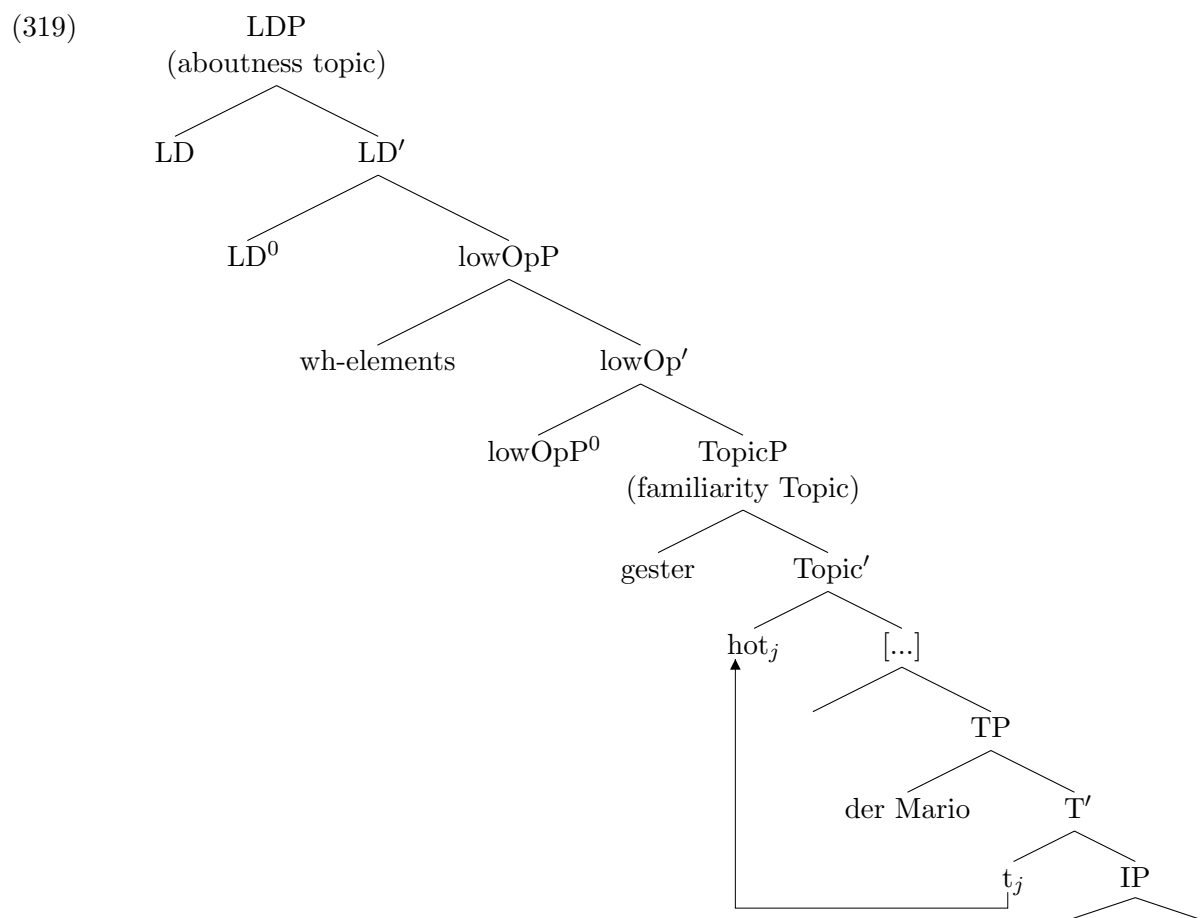 (319) LDP
(aboutness topic)
LD LD′
LD⁰ lowOpP
wh-elements lowOp′
lowOpP⁰ TopicP
(familiarity Topic)
gester Topic′
hotⱼ [...]
TP
der Mario T′
tⱼ IP